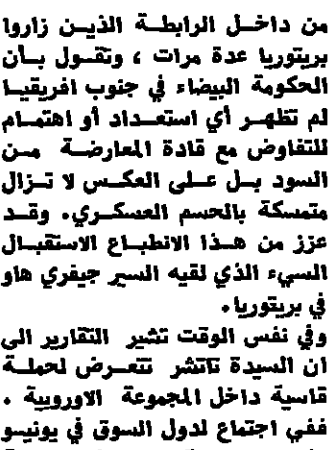 من داخل الرابطة الذين زاروا
بريتوريا عدة مرات ، وتقول بأن
الحكومة البيضاء في جنوب افريقيا
لم تظهر أي استعداد أو اهتمام
للتفاوض مع قادة المعارضة من
السود بل على العكس لا تزال
متمسكة بالحسم العسكري. وقد
عزز من هذا الانطباع الاستقبال
السيء الذي لقيه السير جيفري هاو
في بريتوريا.
وفي نفس الوقت تشير التقارير الى
ان السيدة تاتشر تتعرض لحملة
قاسية داخل المجموعة الاوروبية .
ففي اجتماع لدول السوق في يونيو